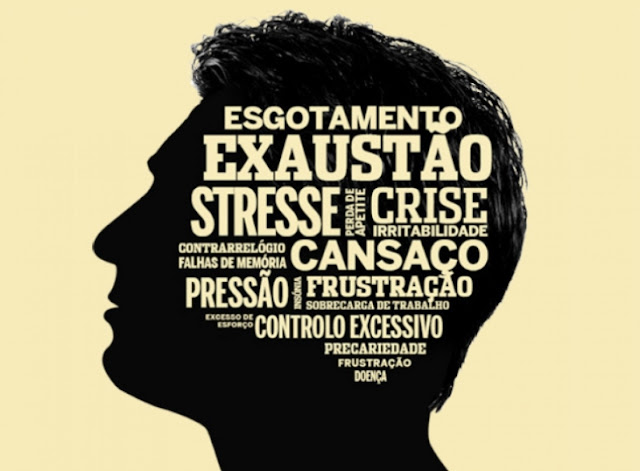 ESGOTAMENTO
EXAUSTÃO
STRESSE
PERDA DE
APETITE
CRISE
IRRITABILIDADE
CONTRARRELÓGIO
FALHAS DE MEMÓRIA
CANSAÇO
PRESSÃO
INSÓNIA
FRUSTRAÇÃO
SOBRECARGA DE TRABALHO
EXCESSO DE
ESFORÇO
CONTROLO EXCESSIVO
PRECARIEDADE
FRUSTRAÇÃO
DOENÇA